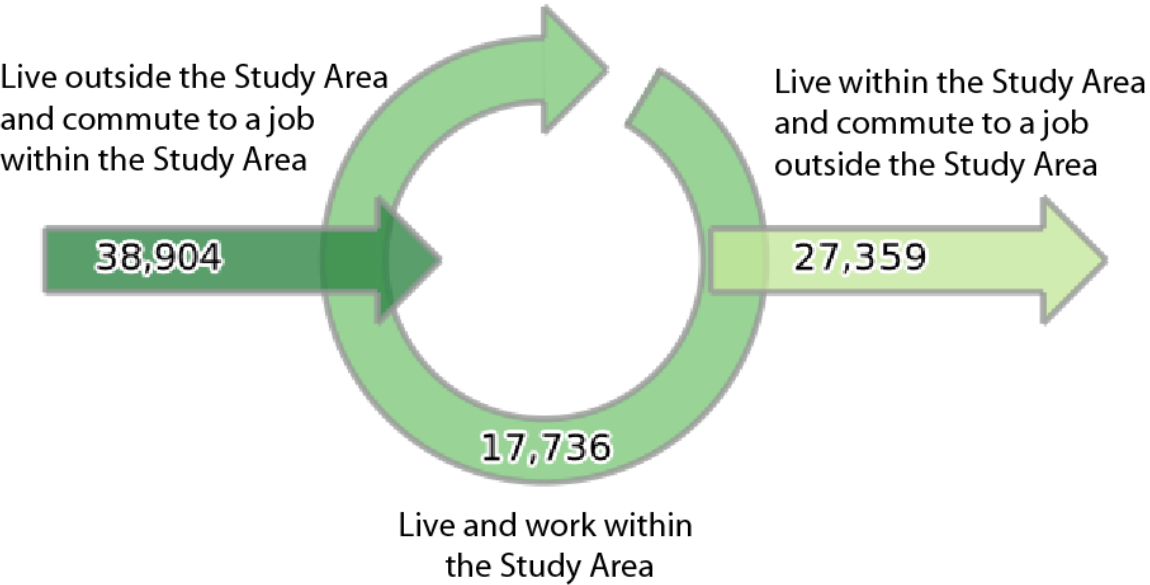 Live outside the Study Area
and commute to a job
within the Study Area
38,904
Live within the Study Area
and commute to a job
outside the Study Area
27,359
17,736
Live and work within
the Study Area